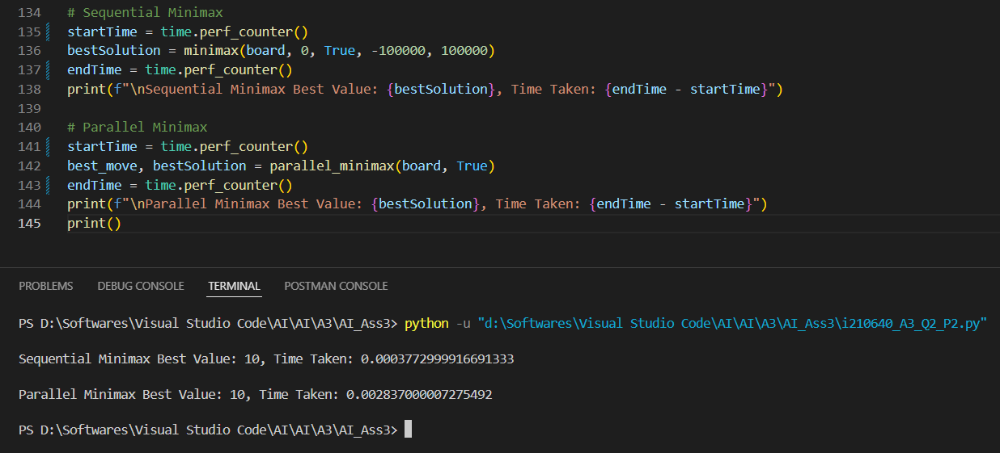 134 # Sequential Minimax
135 startTime = time.perf_counter()
136 bestSolution = minimax(board, 0, True, -100000, 100000)
137 endTime = time.perf_counter()
138 print(f"\nSequential Minimax Best Value: {bestSolution}, Time Taken: {endTime - startTime}")
139
140 # Parallel Minimax
141 startTime = time.perf_counter()
142 best_move, bestSolution = parallel_minimax(board, True)
143 endTime = time.perf_counter()
144 print(f"\nParallel Minimax Best Value: {bestSolution}, Time Taken: {endTime - startTime}")
145 print()
PROBLEMS DEBUG CONSOLE TERMINAL POSTMAN CONSOLE
PS D:\Softwares\Visual Studio Code\AI\AI\A3\AI_Ass3> python -u "d:\Softwares\Visual Studio Code\AI\AI\A3\AI_Ass3\i210640_A3_Q2_P2.py"
Sequential Minimax Best Value: 10, Time Taken: 0.0003772999916691333
Parallel Minimax Best Value: 10, Time Taken: 0.002837000007275492
PS D:\Softwares\Visual Studio Code\AI\AI\A3\AI_Ass3>